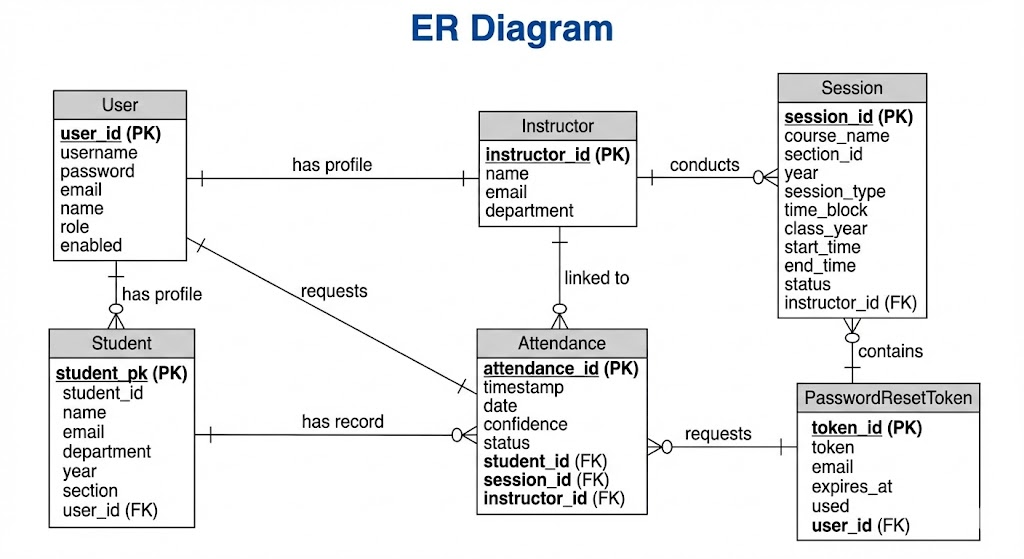 ER Diagram
User
user_id (PK)
username
password
email
name
role
enabled
has profile
Instructor
instructor_id (PK)
name
email
department
conducts
Session
session_id (PK)
course_name
section_id
year
session_type
time_block
class_year
start_time
end_time
status
instructor_id (FK)
has profile
requests
linked to
contains
Student
student_pk (PK)
student_id
name
email
department
year
section
user_id (FK)
has record
Attendance
attendance_id (PK)
timestamp
date
confidence
status
student_id (FK)
session_id (FK)
instructor_id (FK)
requests
PasswordResetToken
token_id (PK)
token
email
expires_at
used
user_id (FK)